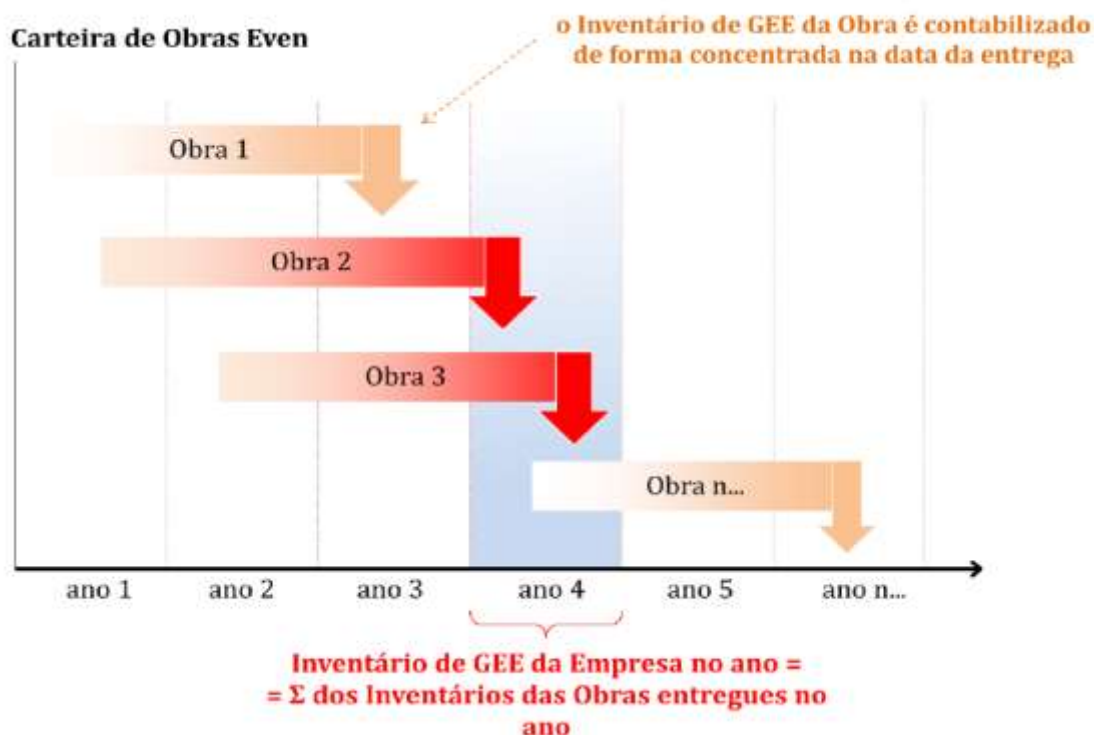 Carteira de Obras Even
o Inventário de GEE da Obra é contabilizado
de forma concentrada na data da entrega
Obra 1
Obra 2
Obra 3
Obra n...
ano 1
ano 2
ano 3
ano 4
ano 5
ano n...
Inventário de GEE da Empresa no ano =
= Σ dos Inventários das Obras entregues no
ano